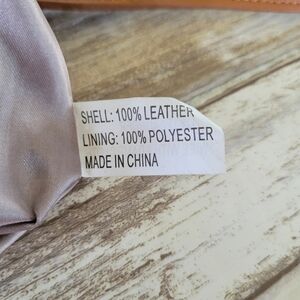 SHELL: 100% LEATHER
LINING: 100% POLYESTER
MADE IN CHINA